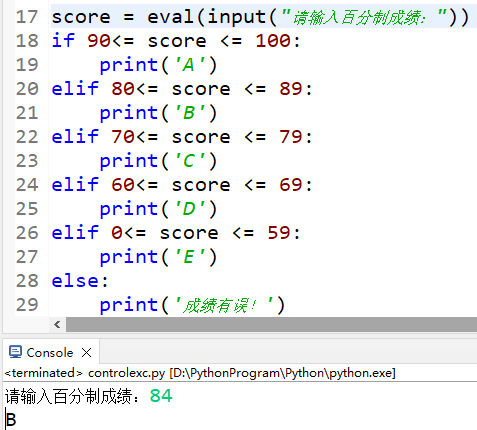 17 score = eval(input("请输入百分制成绩："))
18 if 90<= score <= 100:
19     print('A')
20 elif 80<= score <= 89:
21     print('B')
22 elif 70<= score <= 79:
23     print('C')
24 elif 60<= score <= 69:
25     print('D')
26 elif 0<= score <= 59:
27     print('E')
28 else:
29     print('成绩有误！')
Console
<terminated> controlexc.py [D:\PythonProgram\Python\python.exe]
请输入百分制成绩：84
B